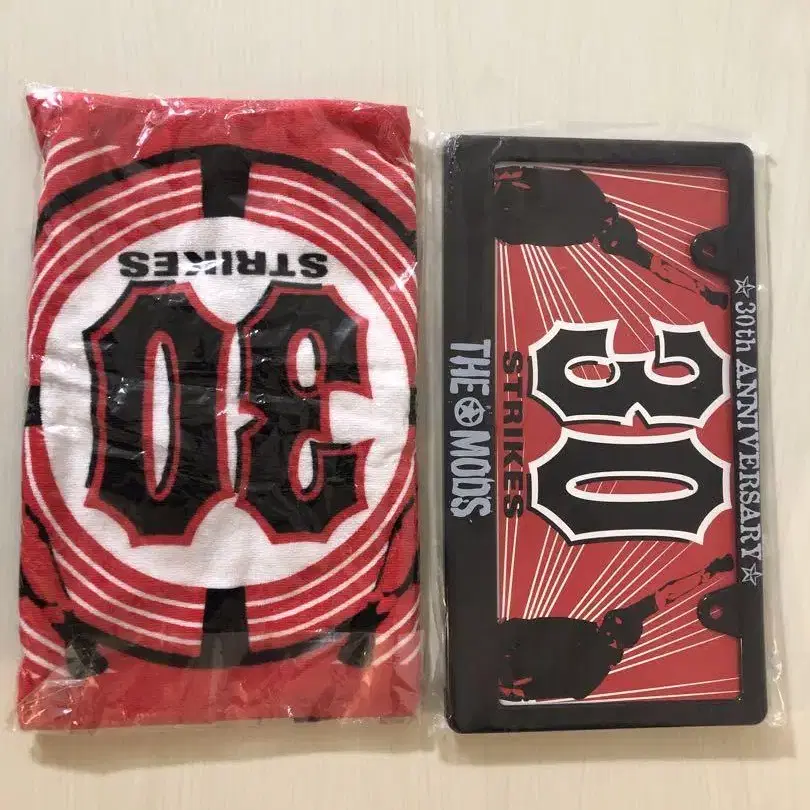 30
STRIKES
★30th ANNIVERSARY★
30
STRIKES
THE MODS